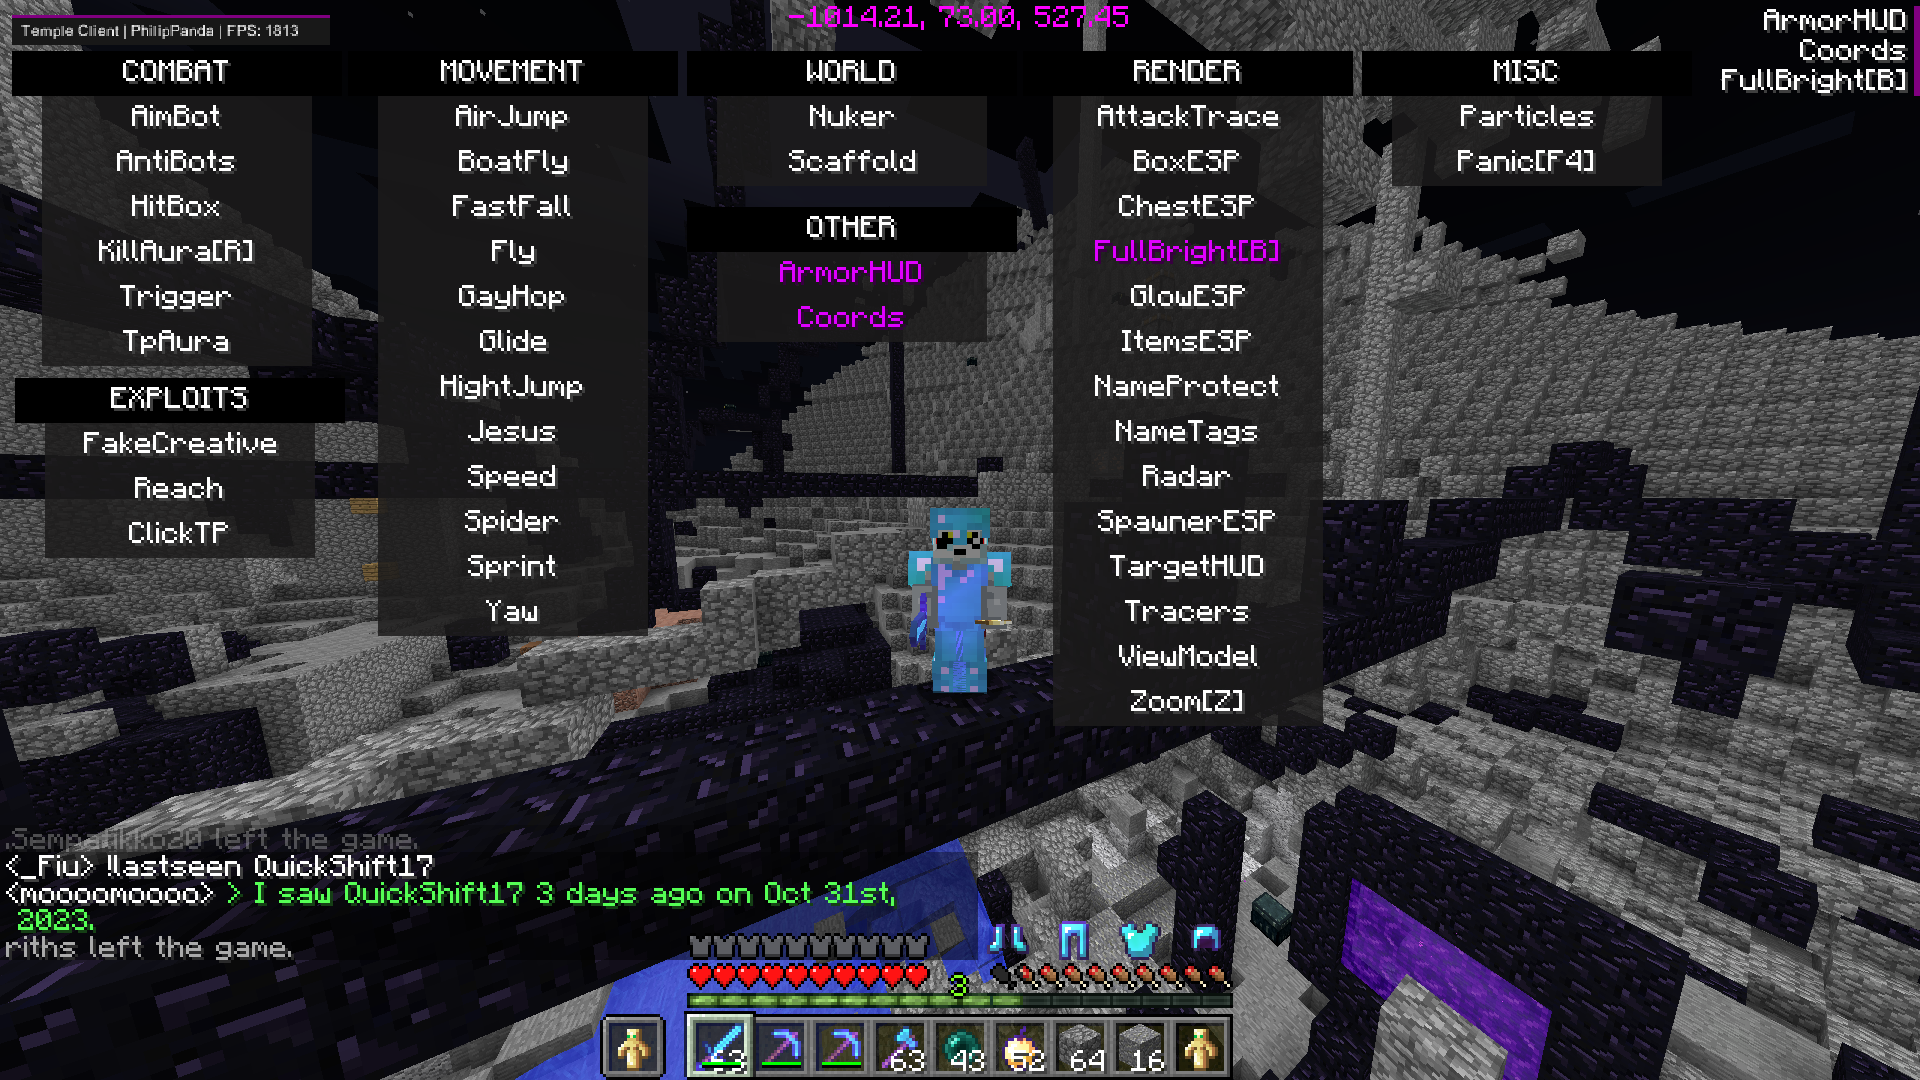 Temple Client | PhilipPanda | FPS: 1813
-1014.21, 73.00, 527.45
ArmorHUD
Coords
FullBright[B]
COMBAT
AimBot
AntiBots
HitBox
KillAura[R]
Trigger
TpAura
EXPLOITS
FakeCreative
Reach
ClickTP
MOVEMENT
AirJump
BoatFly
FastFall
Fly
GayHop
Glide
HightJump
Jesus
Speed
Spider
Sprint
Yaw
WORLD
Nuker
Scaffold
OTHER
ArmorHUD
Coords
RENDER
AttackTrace
BoxESP
ChestESP
FullBright[B]
GlowESP
ItemsESP
NameProtect
NameTags
Radar
SpawnerESP
TargetHUD
Tracers
ViewModel
Zoom[Z]
MISC
Particles
Panic[F4]
.Sempatikko20 left the game.
<_Fiu> !lastseen QuickShift17
<moooomoooo> > I saw QuickShift17 3 days ago on Oct 31st,
2023.
riths left the game.
3
63 63 43 52 64 16